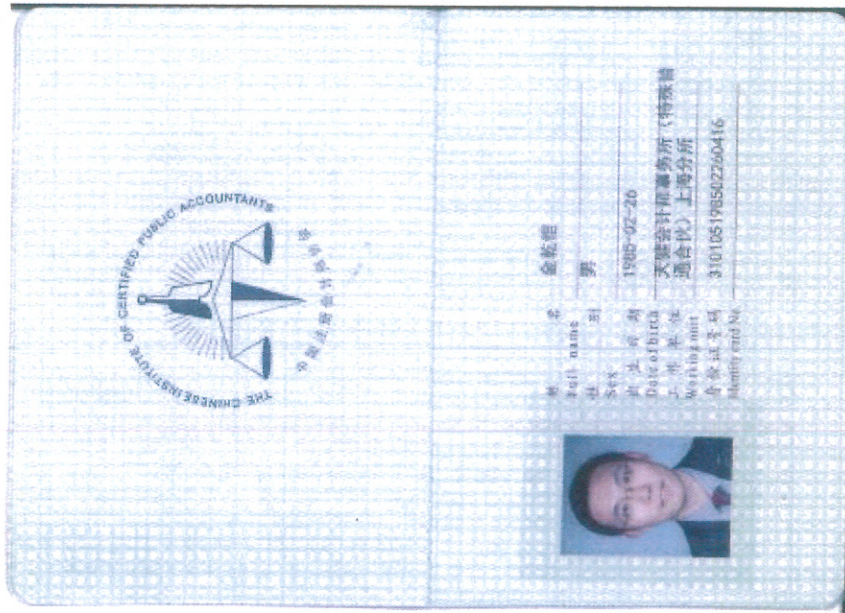 THE CHINESE INSTITUTE OF CERTIFIED PUBLIC ACCOUNTANTS
中国注册会计师协会
姓 名
Full name
金乾恺
性 别
Sex
男
出生日期
Date of birth
1985-02-26
工作单位
Working unit
天健会计师事务所（特殊普
通合伙）上海分所
身份证号码
Identity card No.
310105198502260416